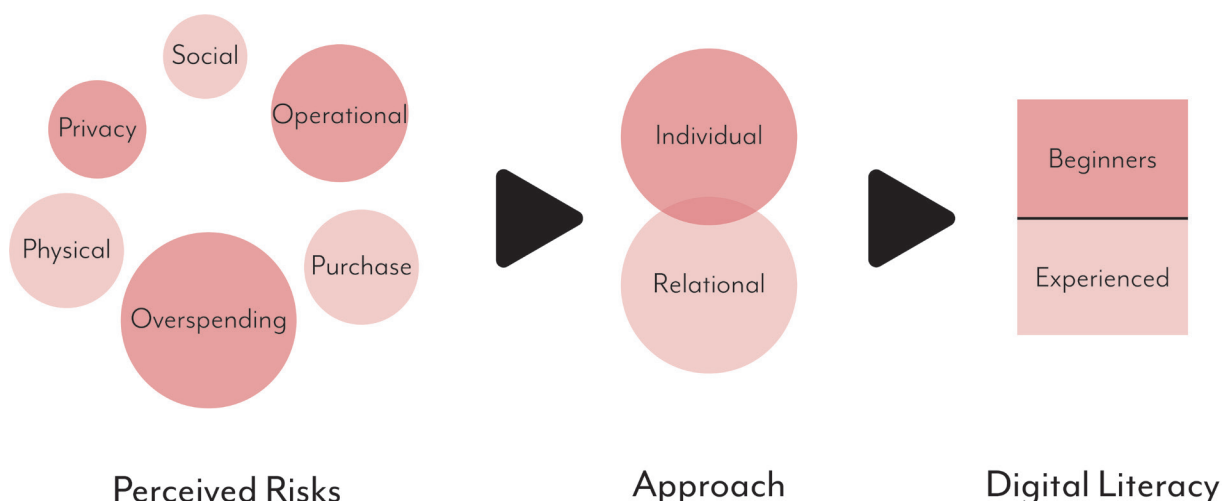 Social
Operational
Privacy
Physical
Purchase
Overspending
Individual
Relational
Beginners
Experienced
Perceived Risks
Approach
Digital Literacy